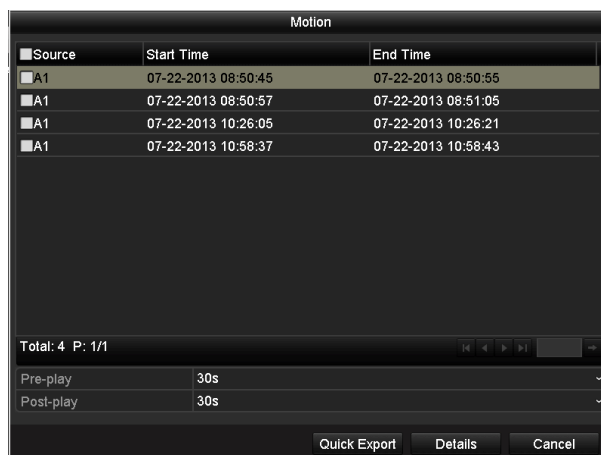 Motion
Source Start Time End Time
A1 07-22-2013 08:50:45 07-22-2013 08:50:55
A1 07-22-2013 08:50:57 07-22-2013 08:51:05
A1 07-22-2013 10:26:05 07-22-2013 10:26:21
A1 07-22-2013 10:58:37 07-22-2013 10:58:43
Total: 4 P: 1/1
Pre-play 30s
Post-play 30s
Quick Export Details Cancel